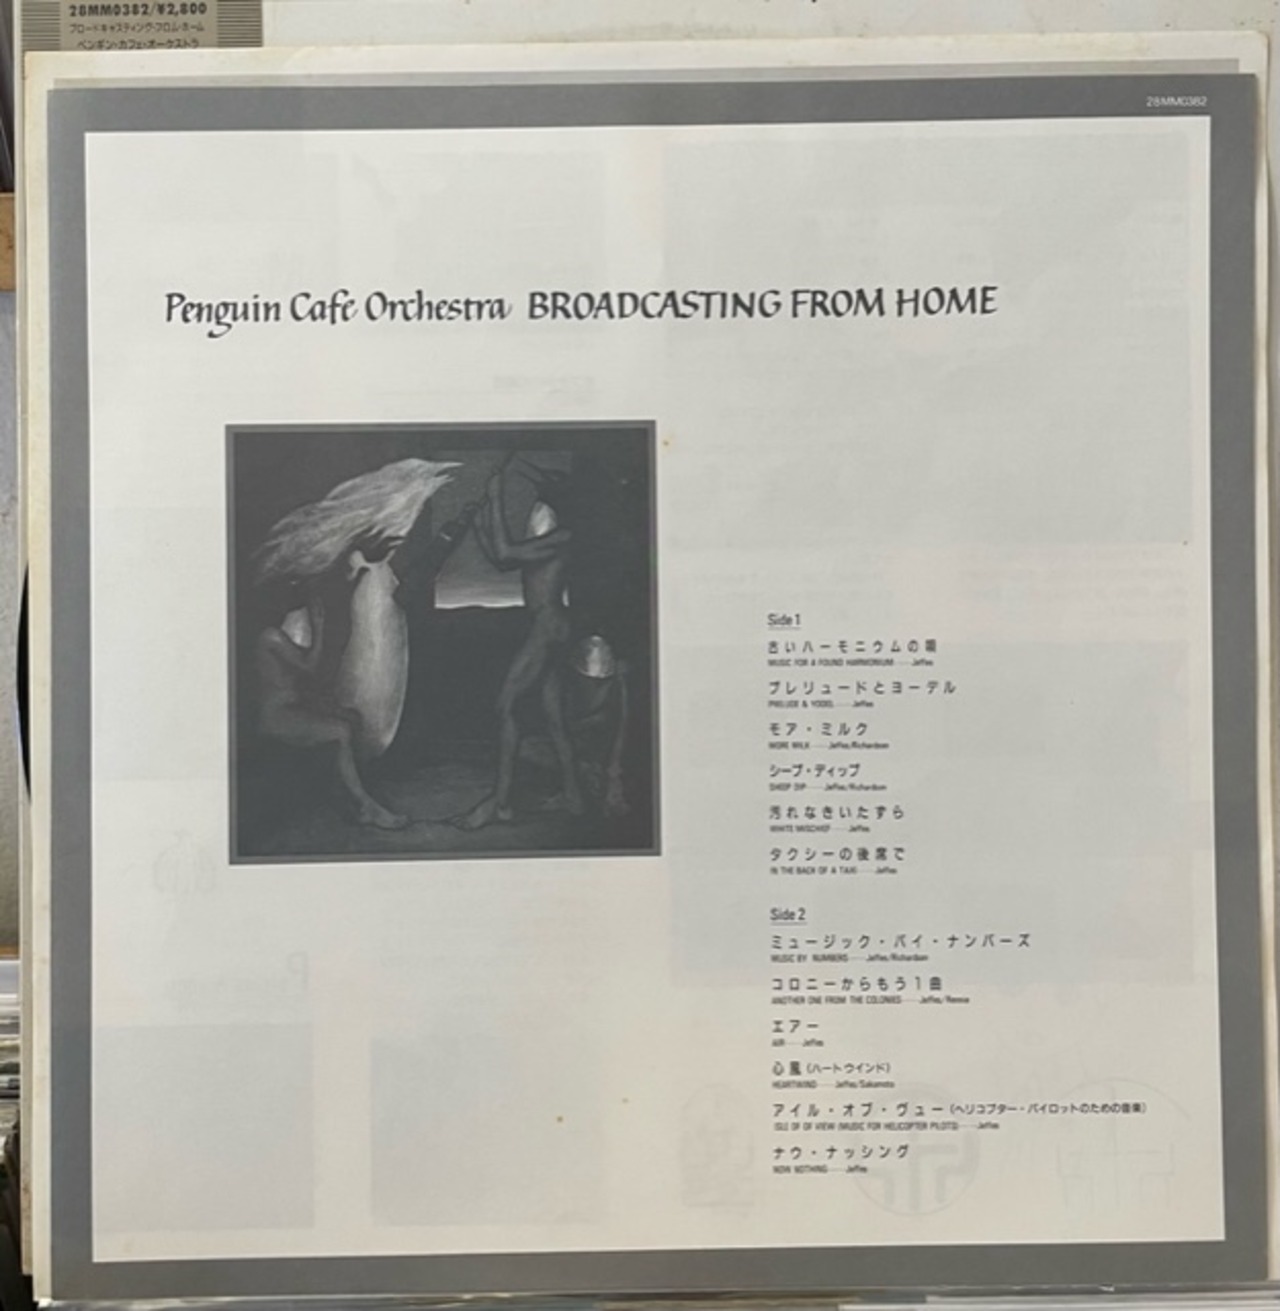 28MM0382/¥2,800
ブロードキャスティング・フロム・ホーム
ペンギン・カフェ・オーケストラ
28MM0382
Penguin Cafe Orchestra BROADCASTING FROM HOME
Side 1
古いハーモニウムの唄
MUSIC FOR A FOUND HARMONIUM Jeffes
プレリュードとヨーデル
PRELUDE & YODEL Jeffes
モア・ミルク
MORE MILK Jeffes/Richardson
シープ・ディップ
SHEEP DIP Jeffes/Richardson
汚れなきいたずら
WHITE MISCHIEF Jeffes
タクシーの後席で
IN THE BACK OF A TAXI Jeffes
Side 2
ミュージック・バイ・ナンバーズ
MUSIC BY NUMBERS Jeffes/Richardson
コロニーからもう1曲
ANOTHER ONE FROM THE COLONIES Jeffes/Rennie
エアー
AIR Jeffes
心風(ハートウインド)
HEARTWIND Jeffes/Sakamoto
アイル・オブ・ヴュー(ヘリコプター・パイロットのための音楽)
ISLE OF OF VIEW (MUSIC FOR HELICOPTER PILOTS) Jeffes
ナウ・ナッシング
NOW NOTHING Jeffes